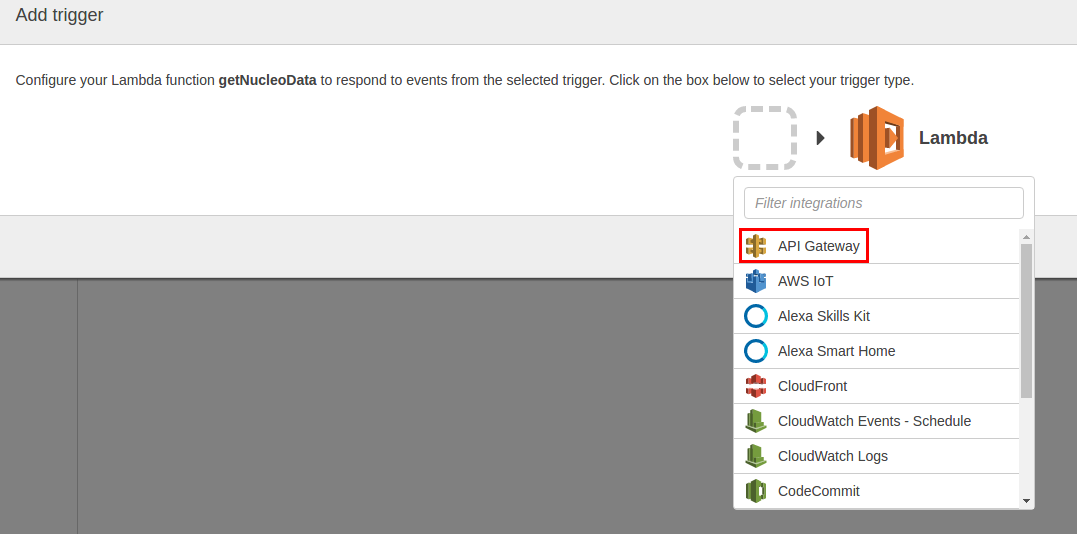 Add trigger
Configure your Lambda function getNucleoData to respond to events from the selected trigger. Click on the box below to select your trigger type.
Lambda
Filter integrations
API Gateway
AWS IoT
Alexa Skills Kit
Alexa Smart Home
CloudFront
CloudWatch Events - Schedule
CloudWatch Logs
CodeCommit